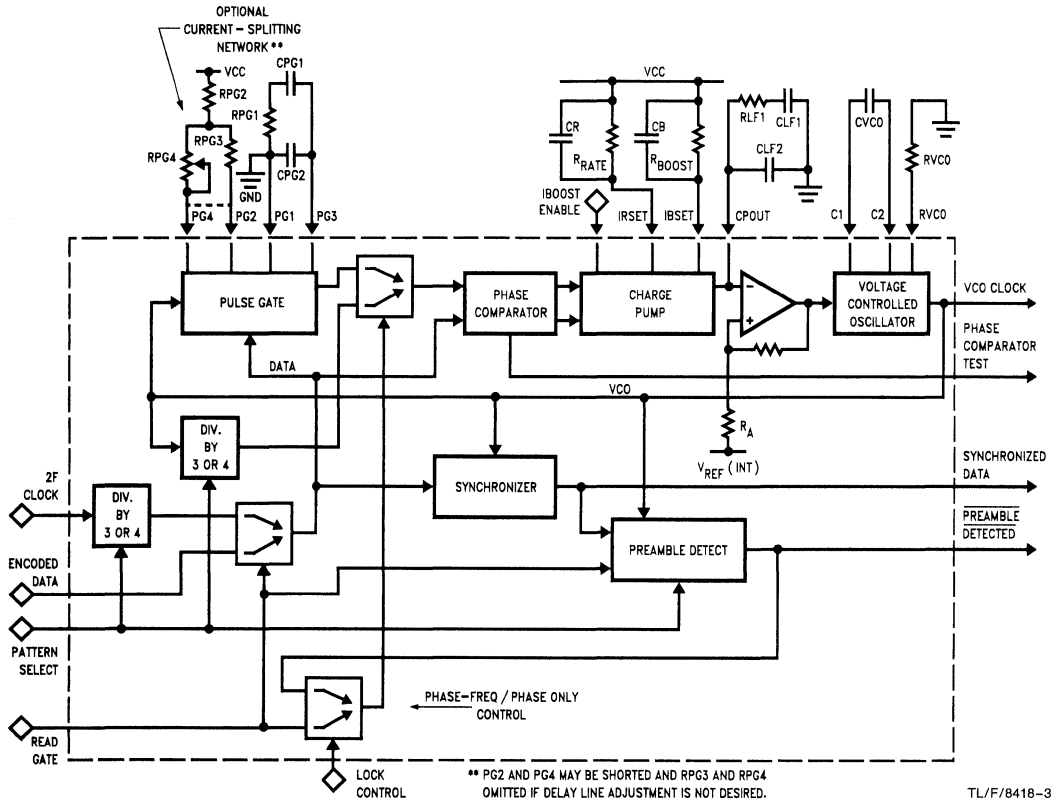 OPTIONAL
CURRENT – SPLITTING
NETWORK **
VCC
RPG2
RPG3
RPG4
CPG1
RPG1
CPG2
GND
PG4
PG2
PG1
PG3
VCC
CR
R RATE
CB
R BOOST
IBOOST
ENABLE
IRSET
IBSET
RLF1
CLF1
CLF2
CPOUT
CVCO
RVCO
C1
C2
RVCO
PULSE GATE
PHASE
COMPARATOR
CHARGE
PUMP
−
+
VOLTAGE
CONTROLLED
OSCILLATOR
VCO CLOCK
PHASE
COMPARATOR
TEST
DATA
VCO
RA
VREF (INT)
DIV.
BY
3 OR 4
2F
CLOCK
DIV.
BY
3 OR 4
SYNCHRONIZER
SYNCHRONIZED
DATA
PREAMBLE DETECT
PREAMBLE
DETECTED
ENCODED
DATA
PATTERN
SELECT
PHASE–FREQ / PHASE ONLY
CONTROL
READ
GATE
LOCK
CONTROL
** PG2 AND PG4 MAY BE SHORTED AND RPG3 AND RPG4
OMITTED IF DELAY LINE ADJUSTMENT IS NOT DESIRED.
TL/F/8418–3